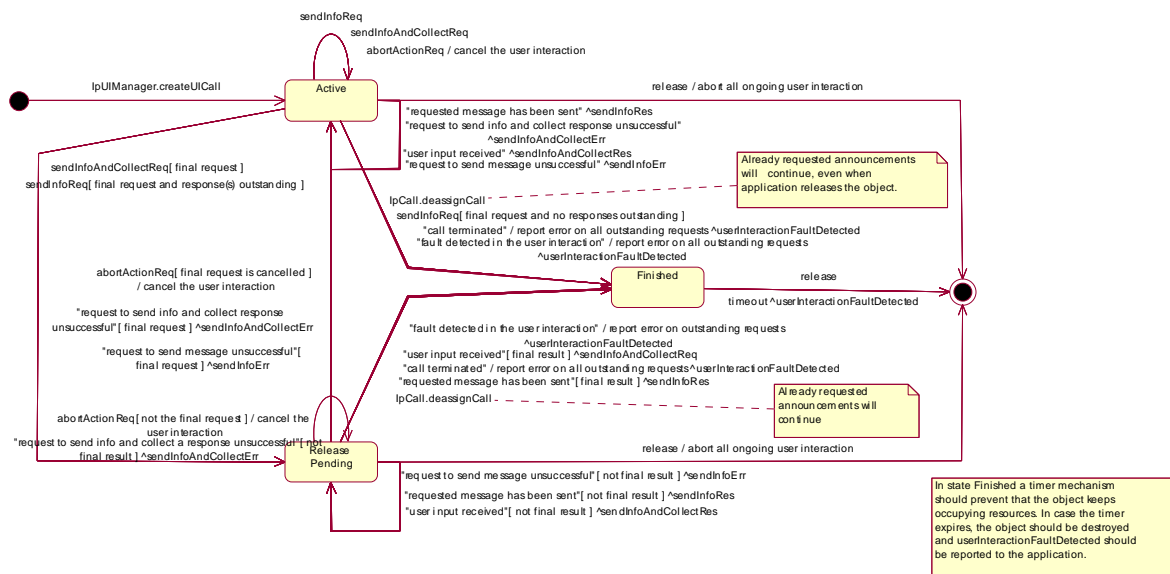 sendInfoReq
sendInfoAndCollectReq
abortActionReq / cancel the user interaction
IpUIManager.createUICall
Active
release / abort all ongoing user interaction
"requested message has been sent" ^sendInfoRes
"request to send info and collect response unsuccessful"
^sendInfoAndCollectErr
"user input received" ^sendInfoAndCollectRes
"request to send message unsuccessful" ^sendInfoErr
sendInfoAndCollectReq[ final request ]
sendInfoReq[ final request and response(s) outstanding ]
Already requested announcements
will continue, even when
application releases the object.
IpCall.deassignCall
sendInfoReq[ final request and no responses outstanding ]
"call terminated" / report error on all outstanding requests ^userInteractionFaultDetected
"fault detected in the user interaction" / report error on all outstanding requests
^userInteractionFaultDetected
Finished
release
timeout ^userInteractionFaultDetected
abortActionReq[ final request is cancelled ]
/ cancel the user interaction
"request to send info and collect response
unsuccessful"[ final request ] ^sendInfoAndCollectErr
"request to send message unsuccessful"[
final request ] ^sendInfoErr
"fault detected in the user interaction" / report error on outstanding requests
^userInteractionFaultDetected
"user input received"[ final result ] ^sendInfoAndCollectReq
"call terminated" / report error on all outstanding requests ^userInteractionFaultDetected
"requested message has been sent"[ final result ] ^sendInfoRes
IpCall.deassignCall
Already requested
announcements will
continue
abortActionReq[ not the final request ] / cancel the
user interaction
"request to send info and collect a response unsuccessful"[ not
final result ] ^sendInfoAndCollectErr
Release
Pending
release / abort all ongoing user interaction
"request to send message unsuccessful"[ not final result ] ^sendInfoErr
"requested message has been sent"[ not final result ] ^sendInfoRes
"user input received"[ not final result ] ^sendInfoAndCollectRes
In state Finished a timer mechanism
should prevent that the object keeps
occupying resources. In case the timer
expires, the object should be destroyed
and userInteractionFaultDetected should
be reported to the application.